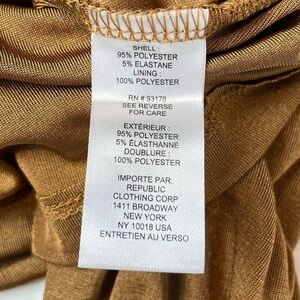 SHELL :
95% POLYESTER
5% ELASTANE
LINING :
100% POLYESTER
RN # 93178
SEE REVERSE
FOR CARE
EXTÉRIEUR :
95% POLYESTER
5% ÉLASTHANNE
DOUBLURE :
100% POLYESTER
IMPORTE PAR:
REPUBLIC
CLOTHING CORP
1411 BROADWAY
NEW YORK
NY 10018 USA
ENTRETIEN AU VERSO